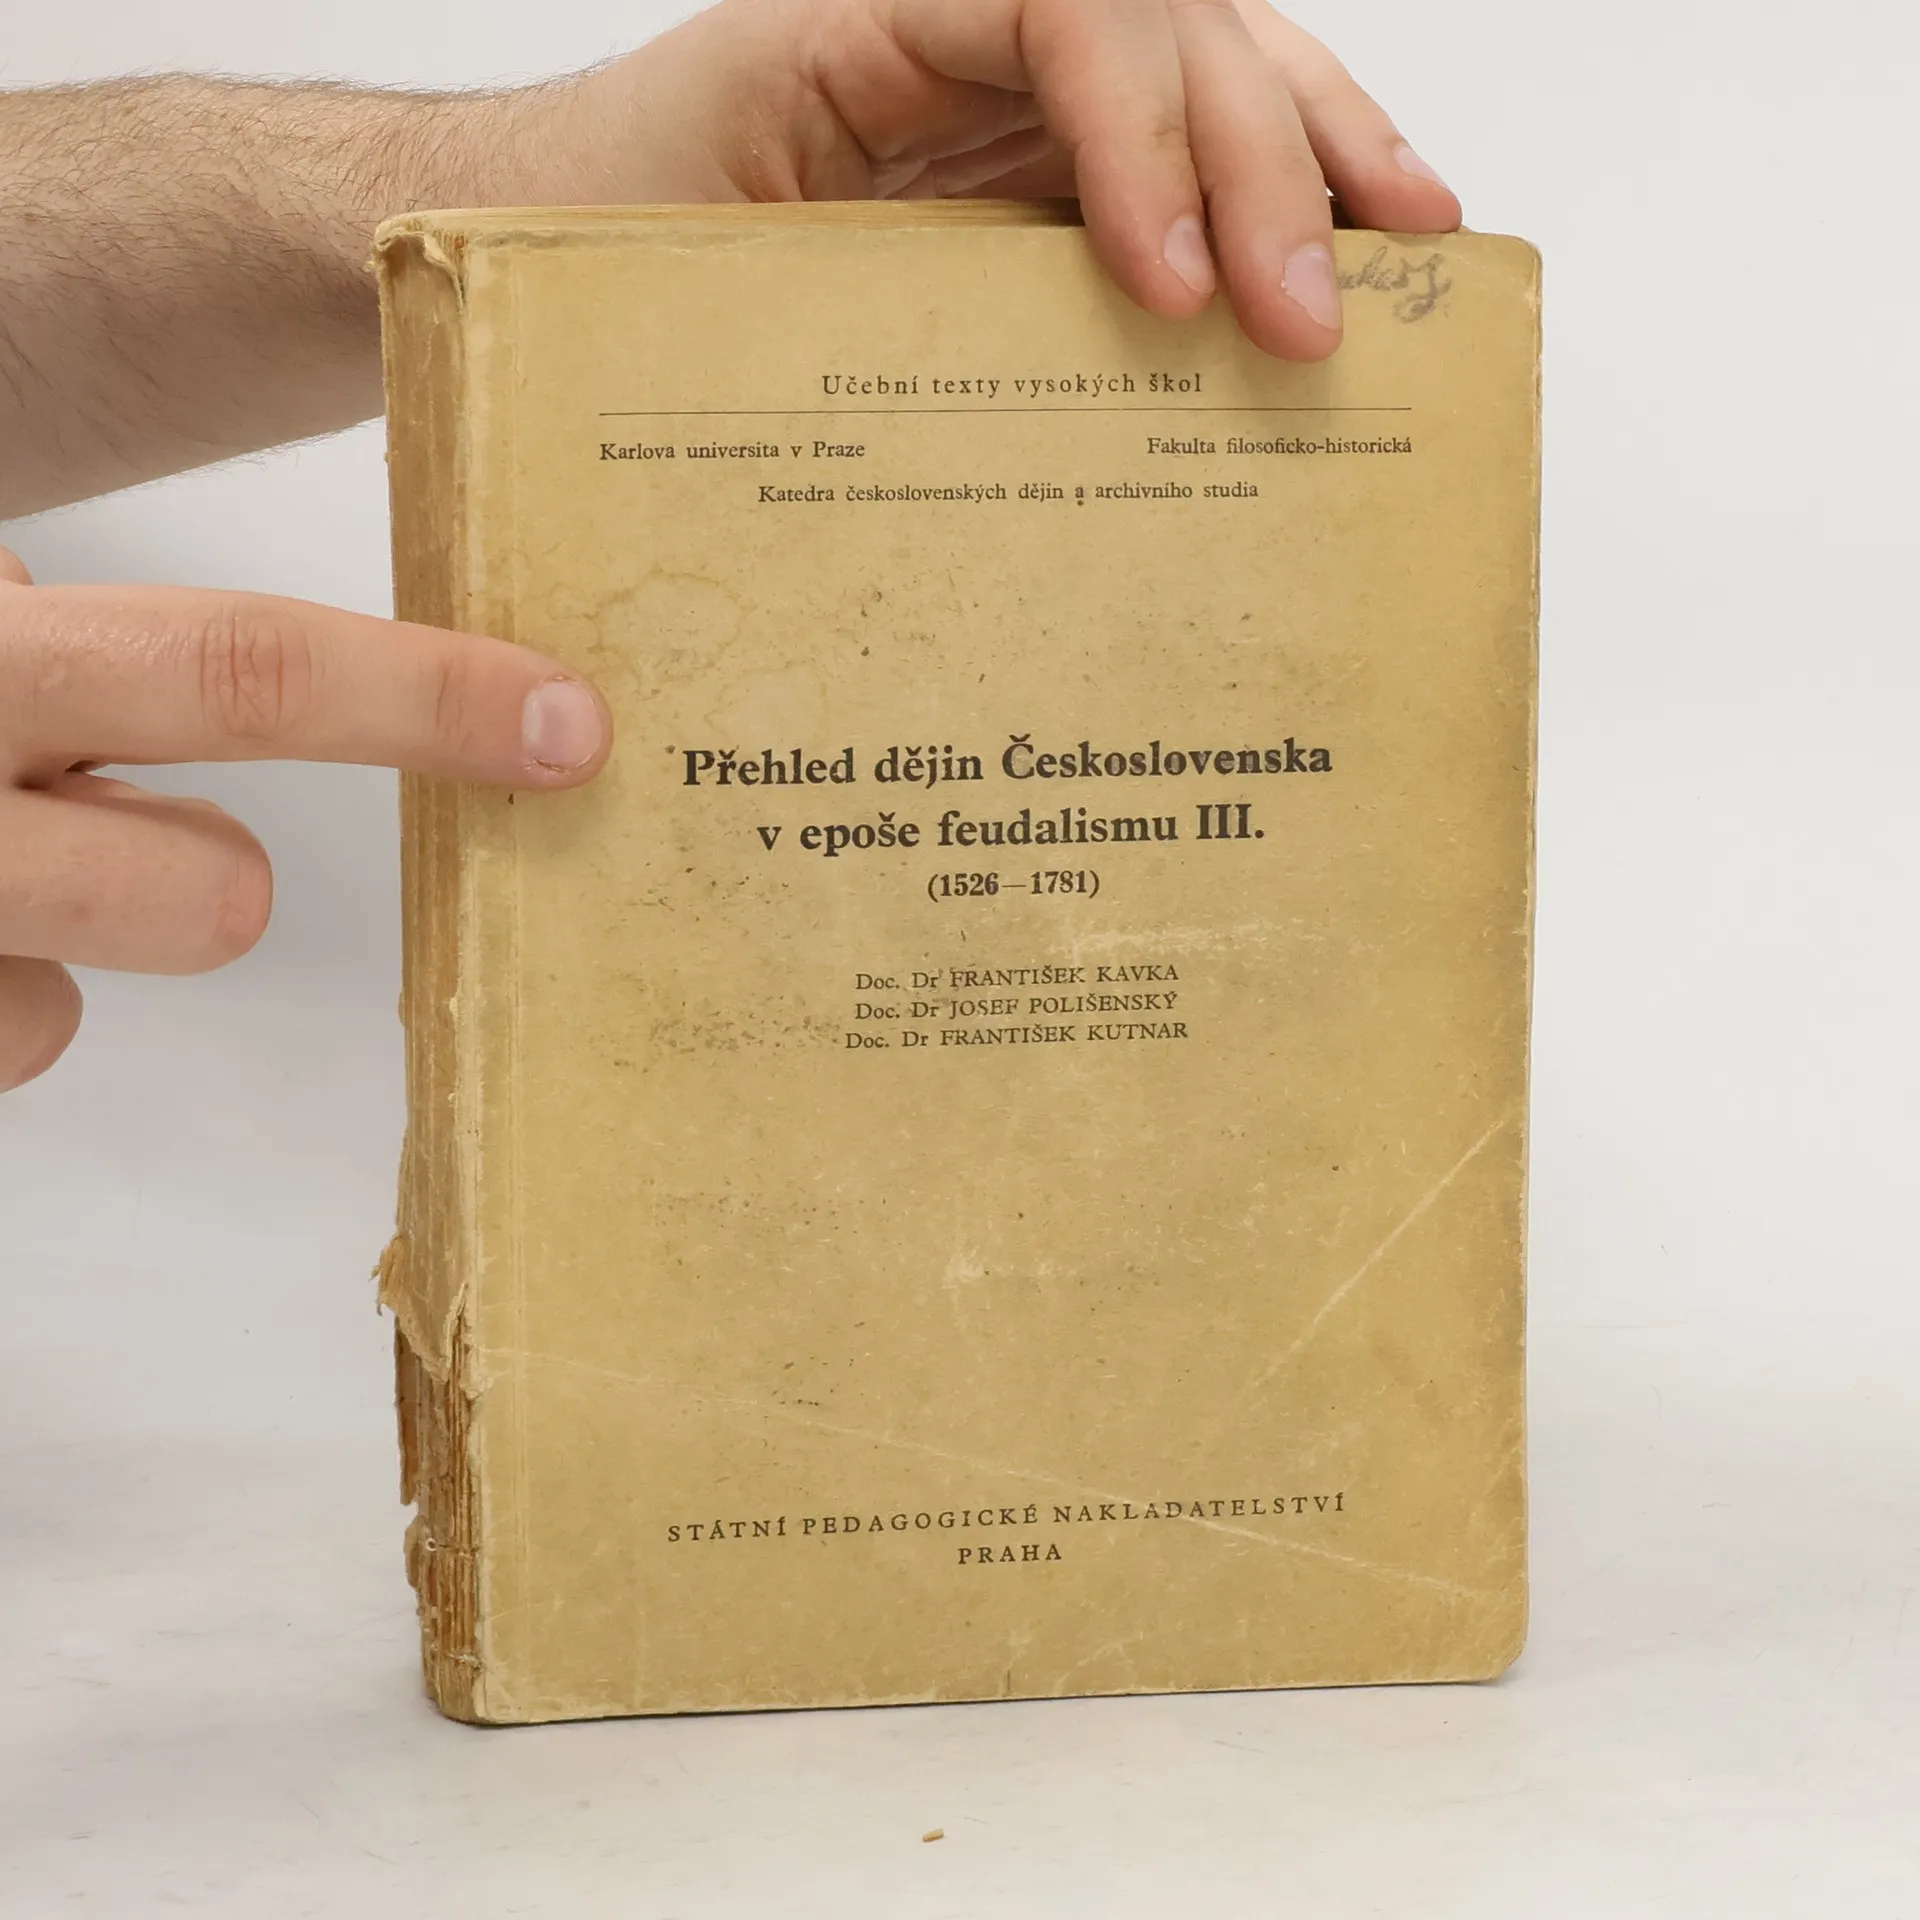 Učební texty vysokých škol
Karlova universita v Praze Fakulta filosoficko-historická
Katedra československých dějin a archivního studia
Přehled dějin Československa
v epoše feudalismu III.
(1526—1781)
Doc. Dr FRANTIŠEK KAVKA
Doc. Dr JOSEF POLIŠENSKÝ
Doc. Dr FRANTIŠEK KUTNAR
STÁTNÍ PEDAGOGICKÉ NAKLADATELSTVÍ
PRAHA